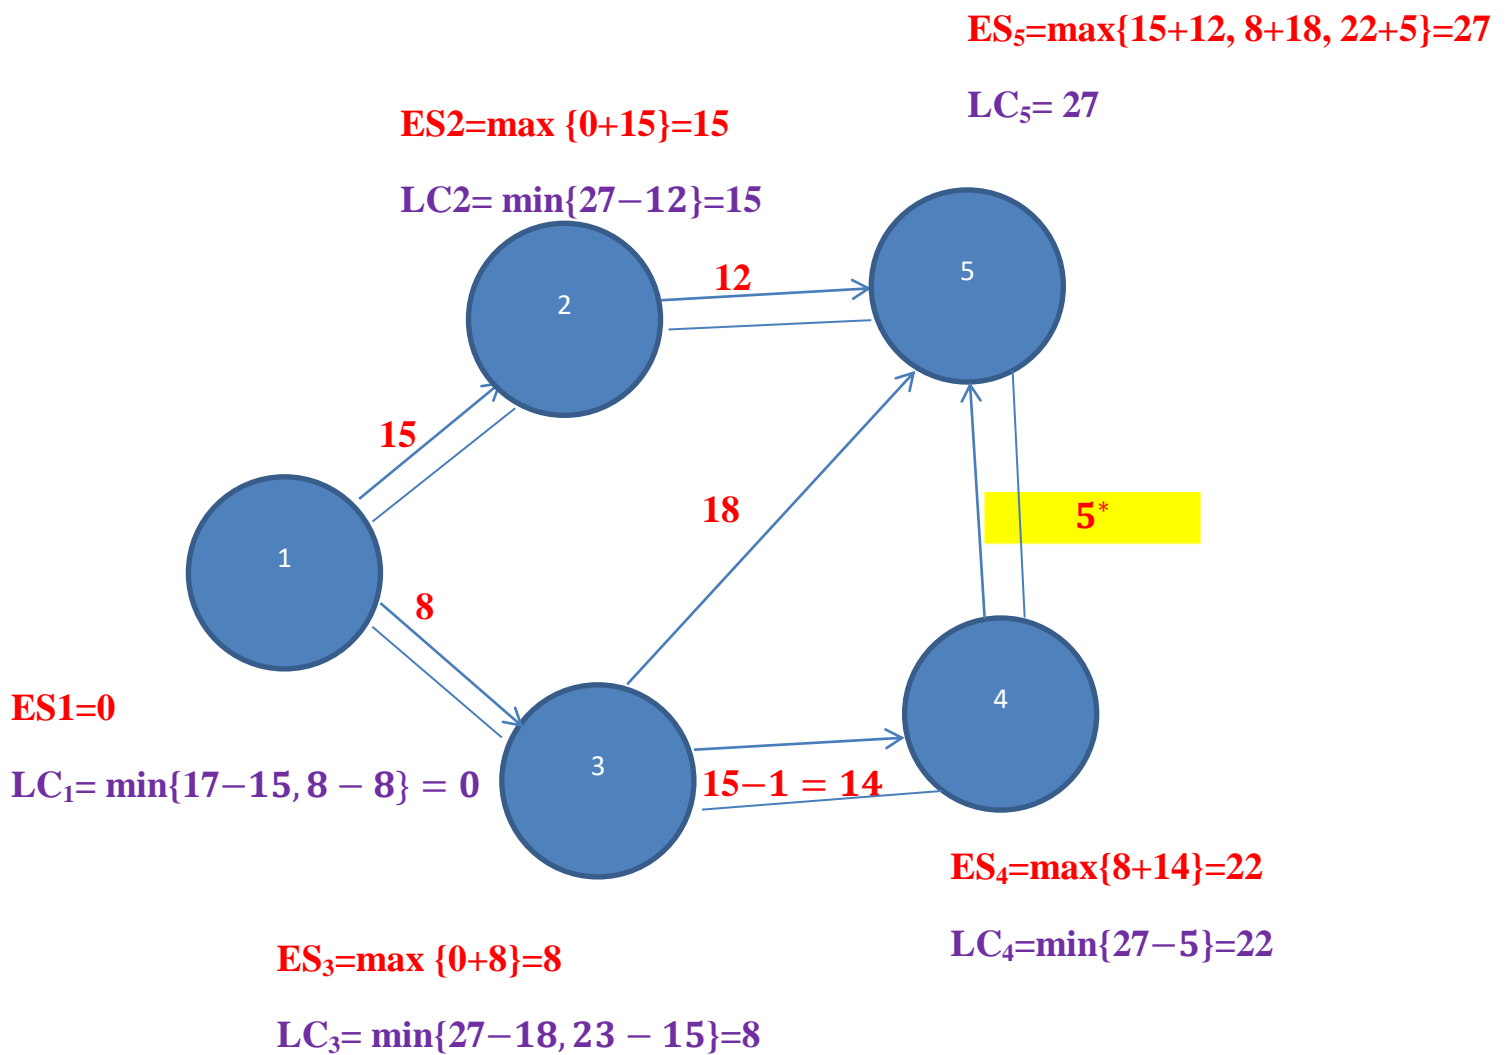 ES₅=max{15+12, 8+18, 22+5}=27
LC₅= 27
ES2=max {0+15}=15
LC2= min{27−12}=15
5
12
2
15
18
5*
1
8
4
ES1=0
3
LC₁= min{17−15, 8 − 8} = 0
15−1 = 14
ES₄=max{8+14}=22
LC₄=min{27−5}=22
ES₃=max {0+8}=8
LC₃= min{27−18, 23 − 15}=8